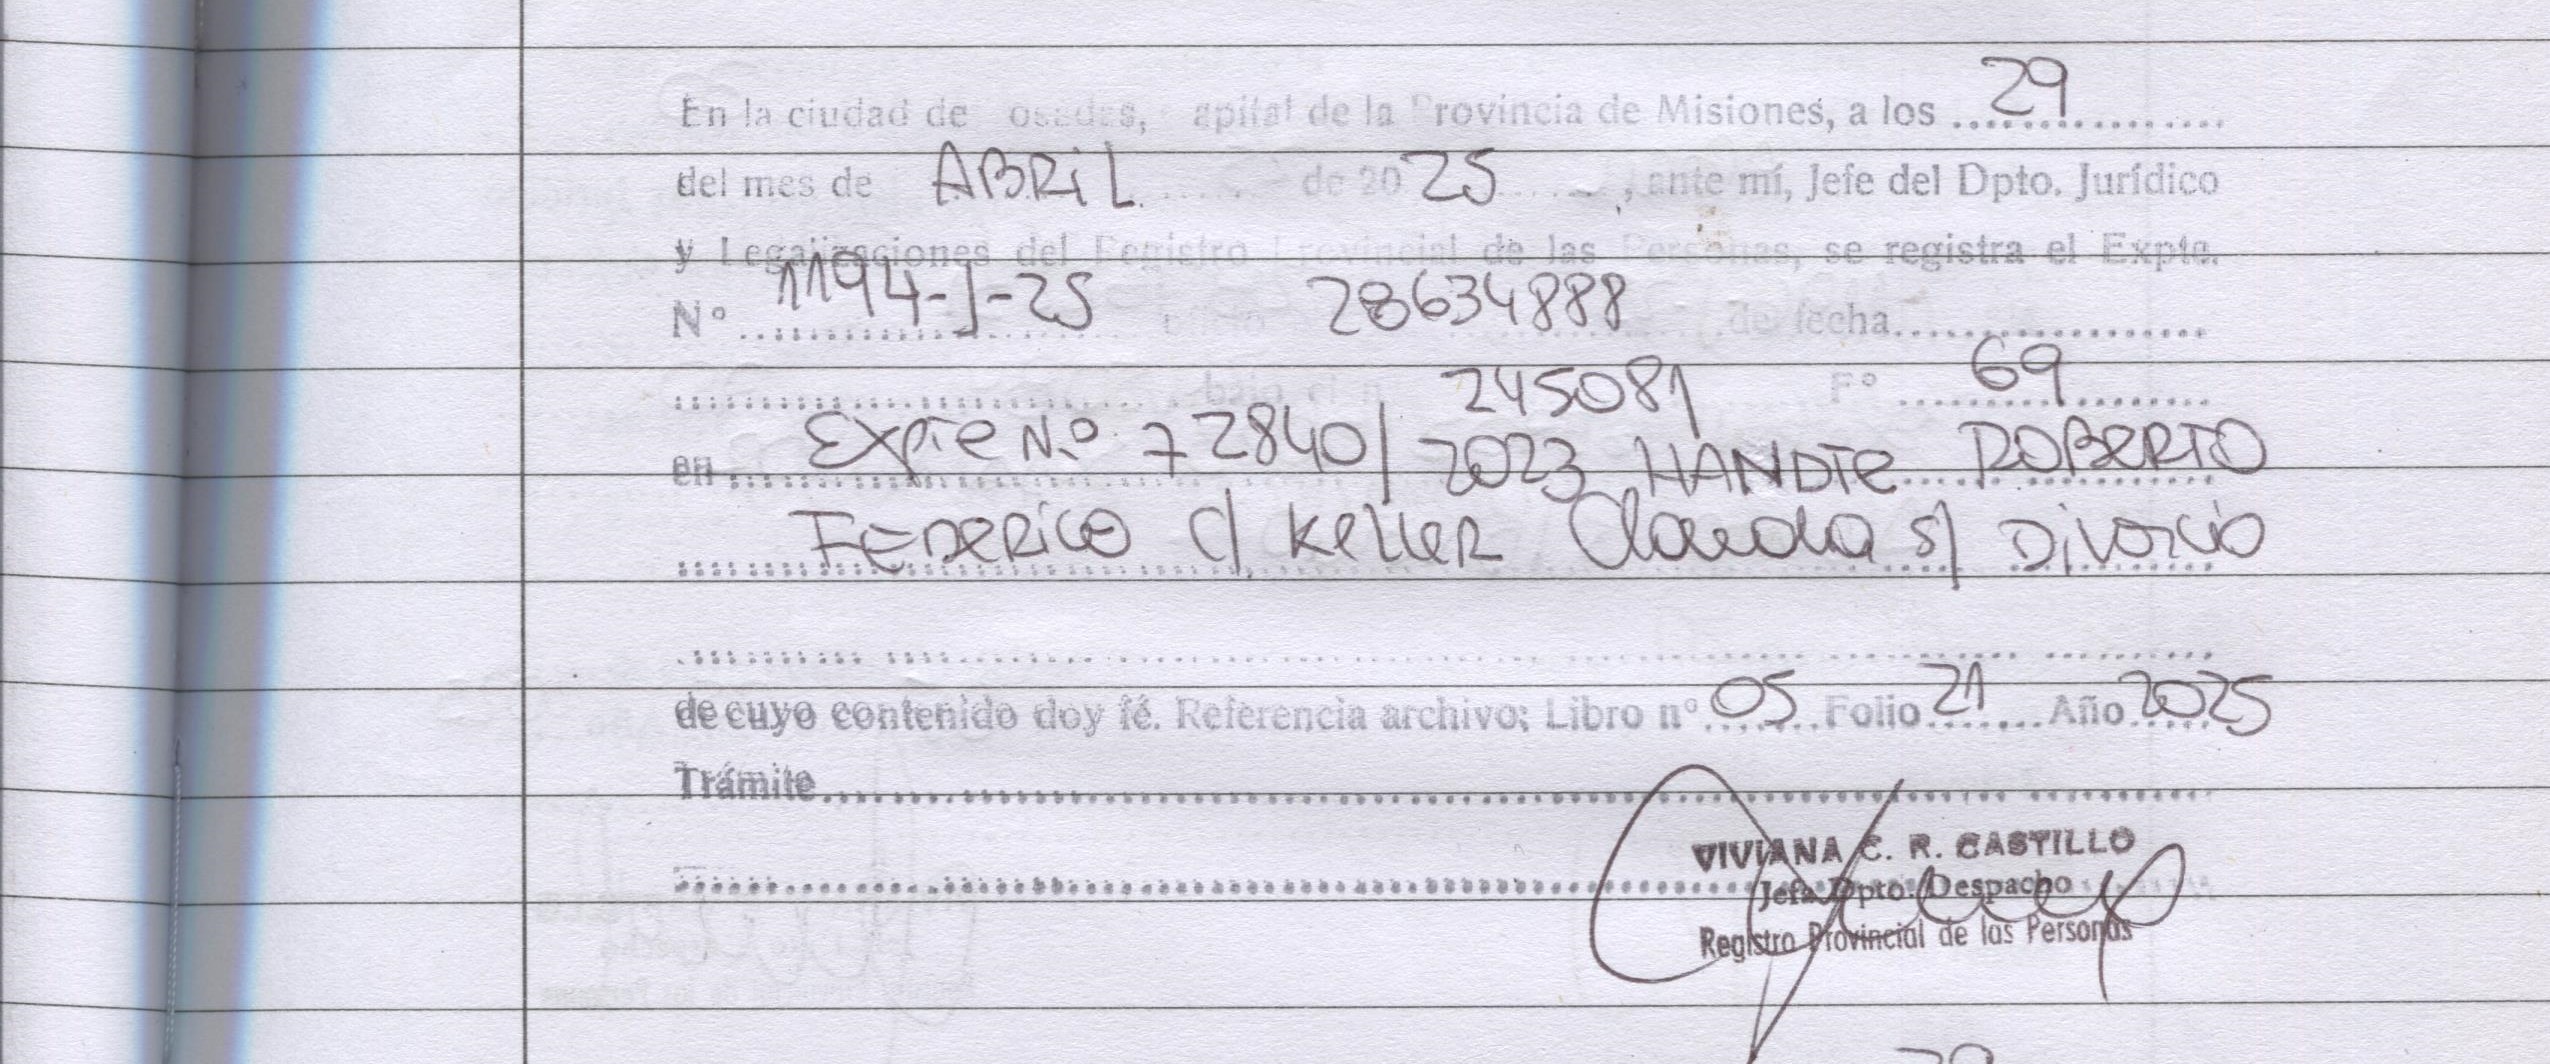 En la ciudad de osadas, apital de la Provincia de Misiones, a los 29
del mes de ABRIL de 20 25, ante mí, Jefe del Dpto. Jurídico
y Legalizaciones del Registro Provincial de las Personas, se registra el Expte.
N° 1194-J-25 28634888 de fecha
bajo el n 245081 F° 69
en Expte N.° 72840/2023 HANDTE ROBERTO
FEDERICO c/ KELLER Claudia s/ Divorcio
de cuyo contenido doy fé. Referencia archivo: Libro n° 05 Folio 21 Año 2025
Trámite
VIVIANA C. R. CASTILLO
Jefa Dpto. Despacho
Registro Provincial de las Personas